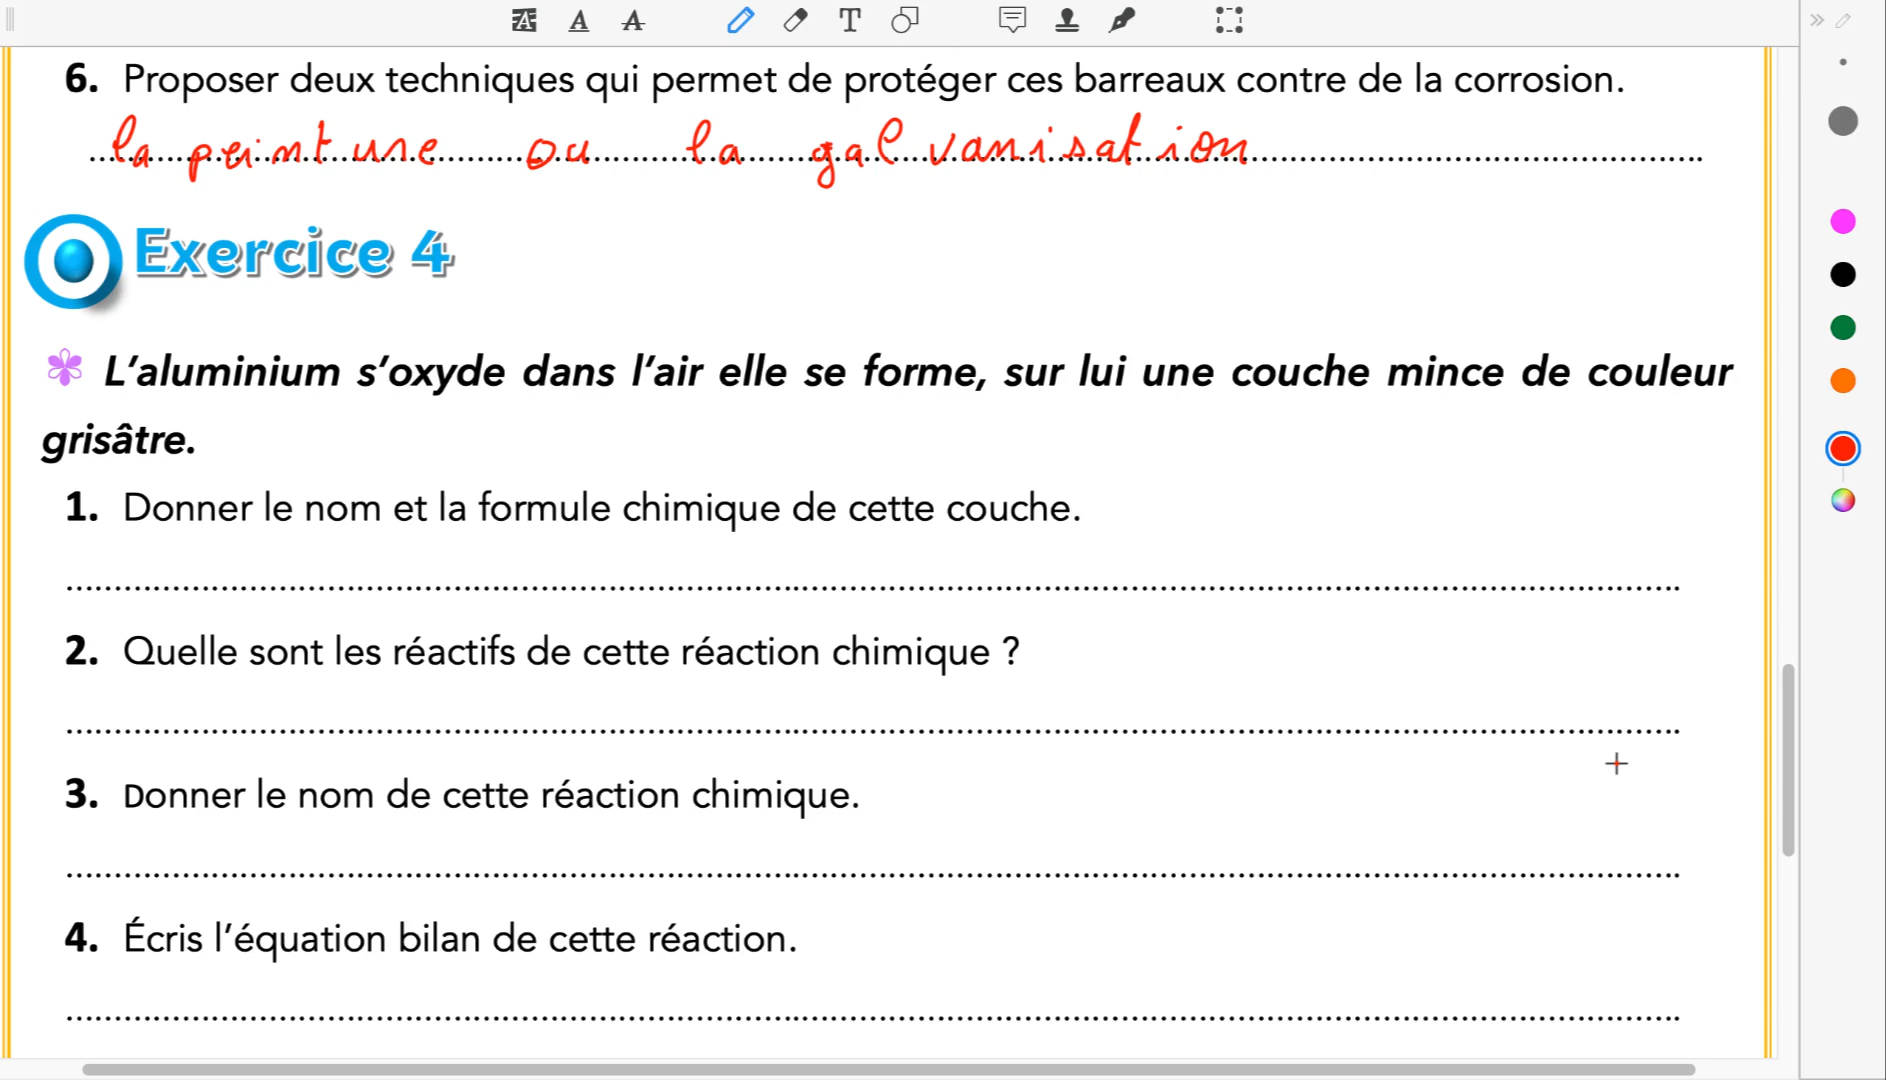 6. Proposer deux techniques qui permet de protéger ces barreaux contre de la corrosion.
la peinture ou la galvanisation
Exercice 4
L’aluminium s’oxyde dans l’air elle se forme, sur lui une couche mince de couleur
grisâtre.
1. Donner le nom et la formule chimique de cette couche.
2. Quelle sont les réactifs de cette réaction chimique ?
3. Donner le nom de cette réaction chimique.
4. Écris l’équation bilan de cette réaction.